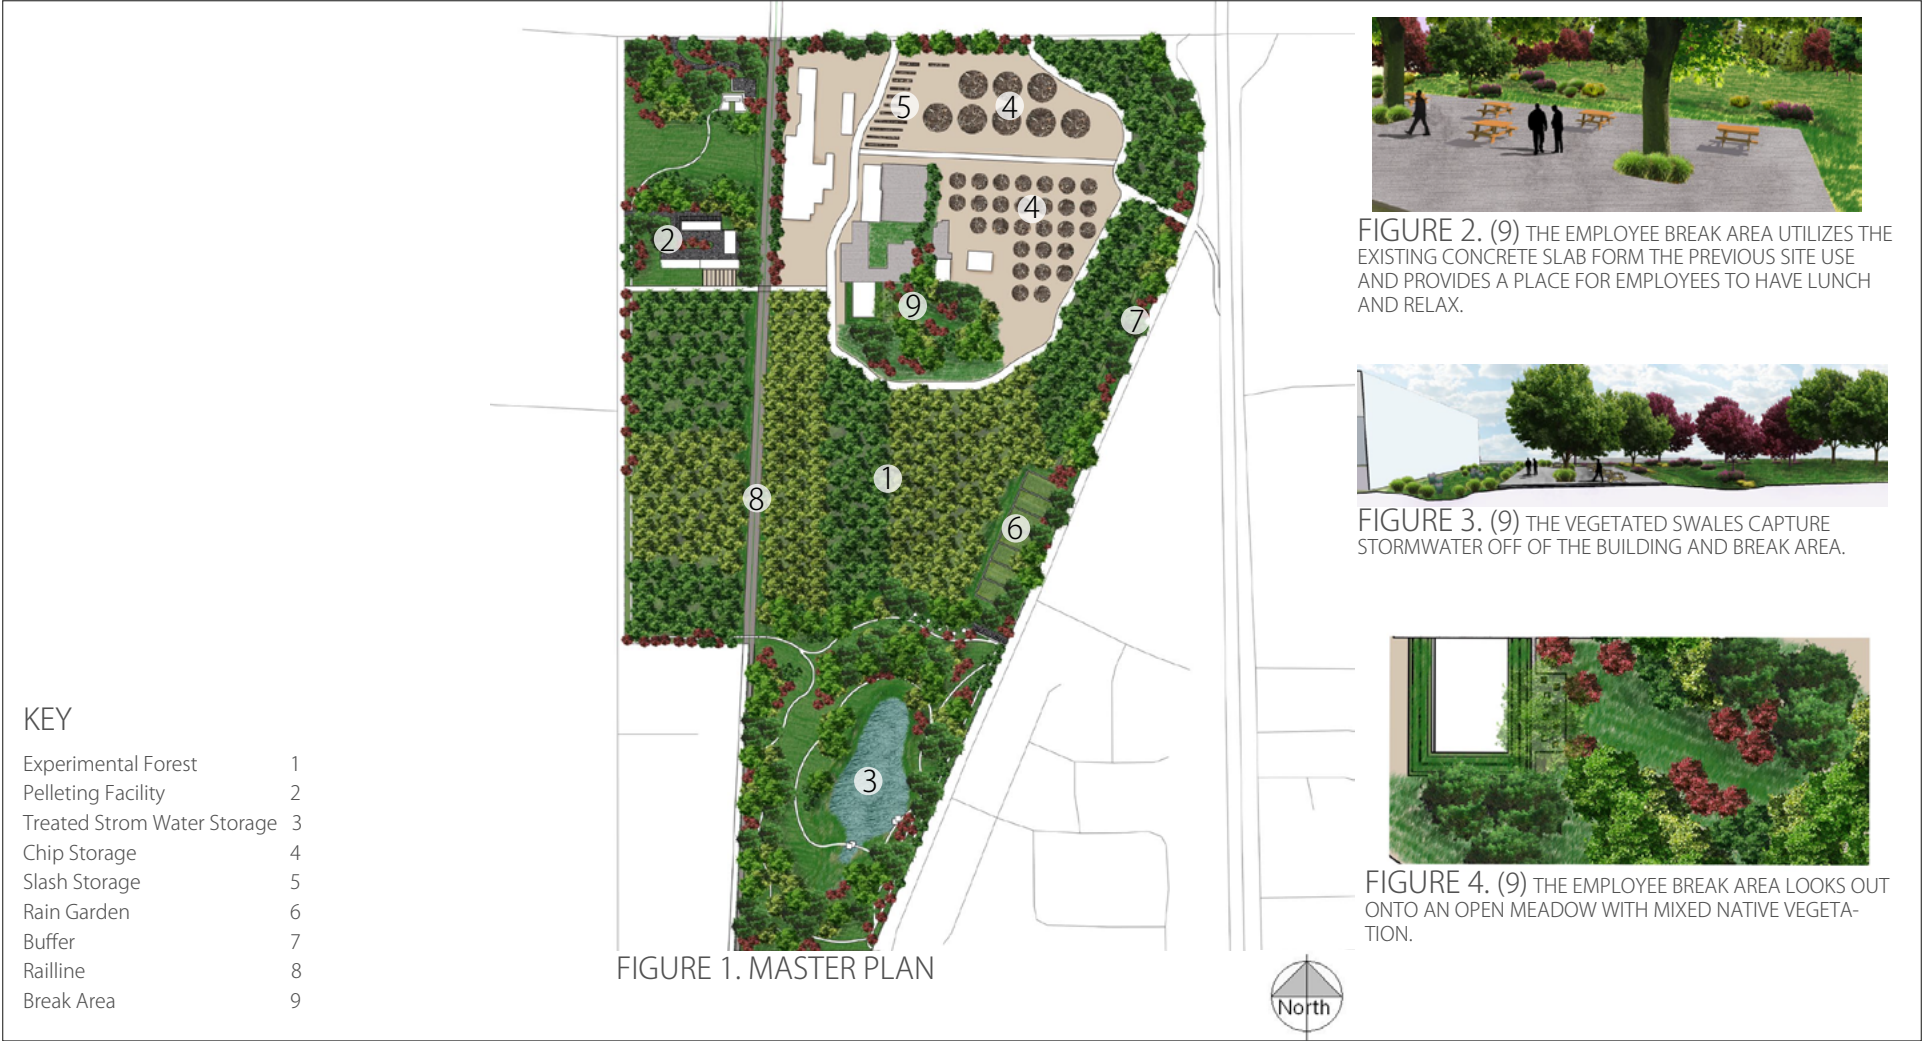 5
4
4
2
9
7
1
8
6
3
FIGURE 1. MASTER PLAN
North
KEY
Experimental Forest 1
Pelleting Facility 2
Treated Strom Water Storage 3
Chip Storage 4
Slash Storage 5
Rain Garden 6
Buffer 7
Railline 8
Break Area 9
FIGURE 2. (9) THE EMPLOYEE BREAK AREA UTILIZES THE
EXISTING CONCRETE SLAB FORM THE PREVIOUS SITE USE
AND PROVIDES A PLACE FOR EMPLOYEES TO HAVE LUNCH
AND RELAX.
FIGURE 3. (9) THE VEGETATED SWALES CAPTURE
STORMWATER OFF OF THE BUILDING AND BREAK AREA.
FIGURE 4. (9) THE EMPLOYEE BREAK AREA LOOKS OUT
ONTO AN OPEN MEADOW WITH MIXED NATIVE VEGETA-
TION.